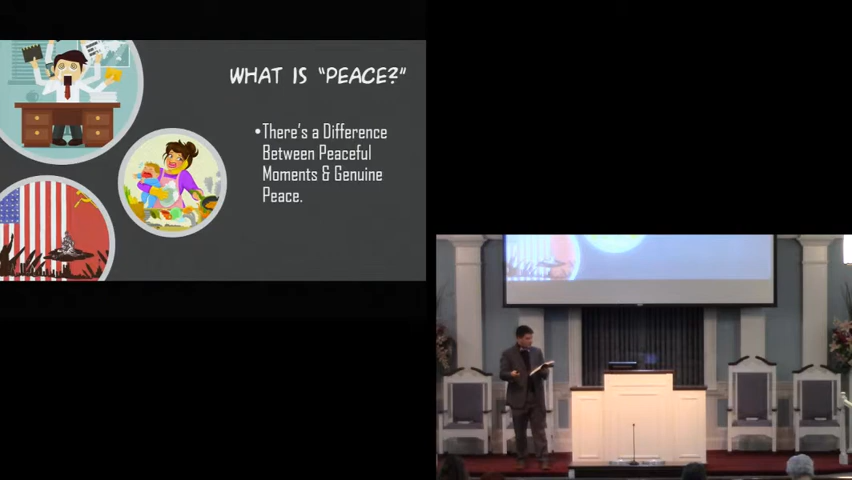 WHAT IS "PEACE?"
•There's a Difference
Between Peaceful
Moments & Genuine
Peace.